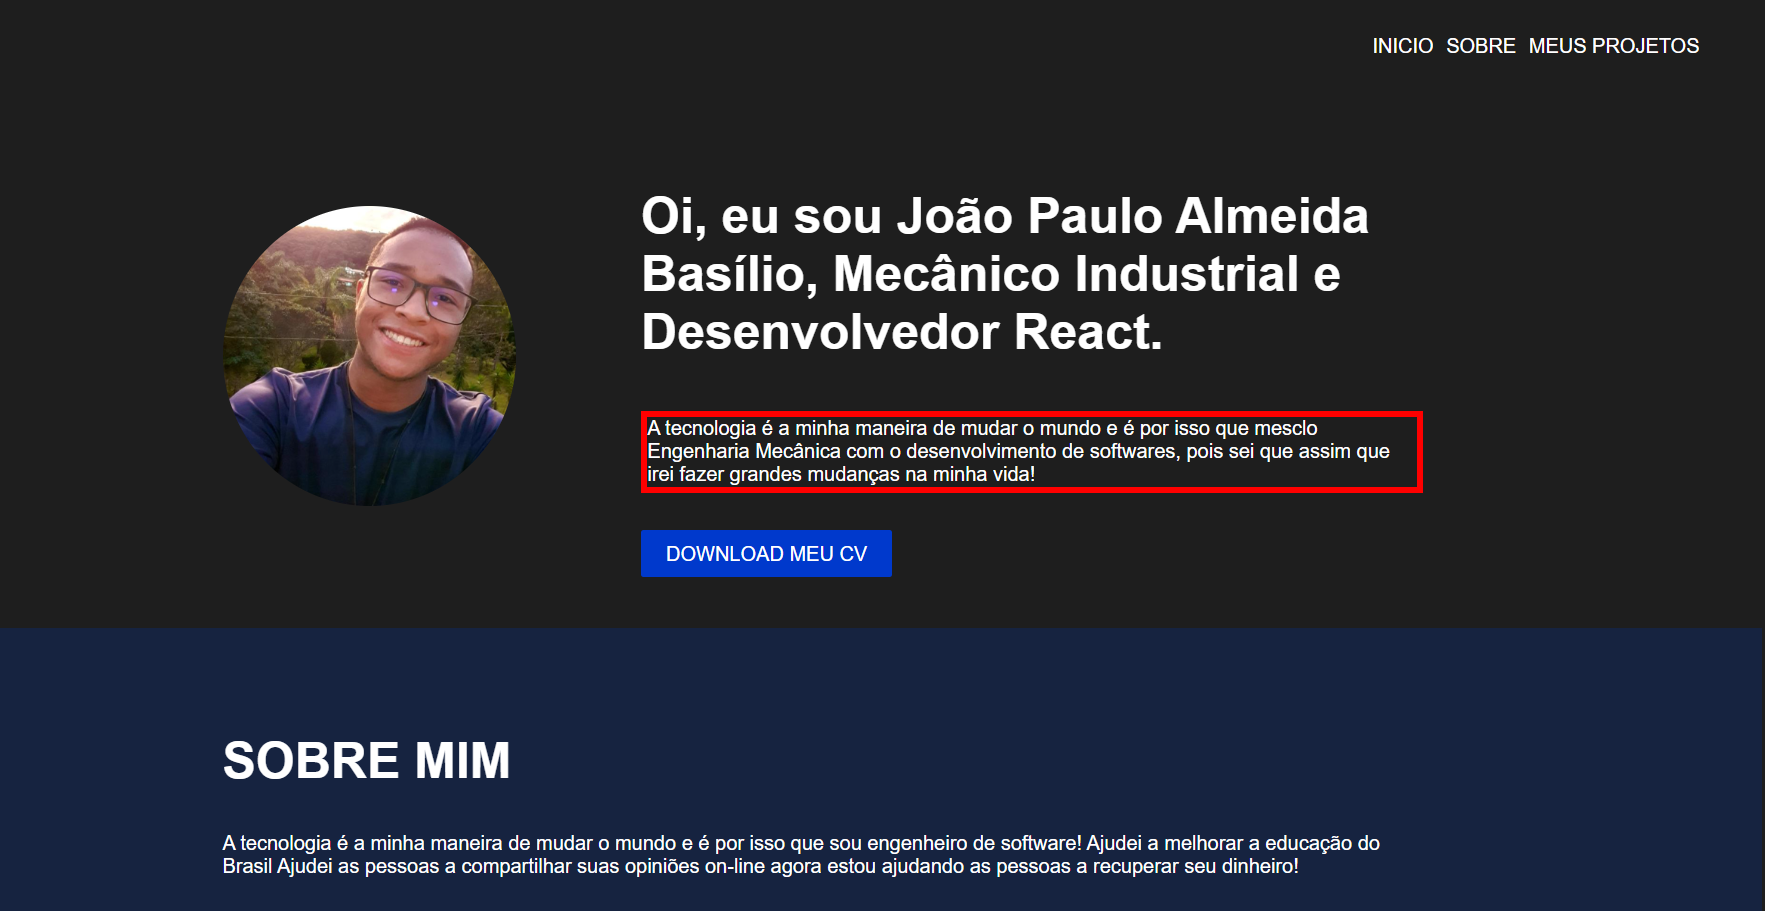 INICIO SOBRE MEUS PROJETOS
Oi, eu sou João Paulo Almeida
Basílio, Mecânico Industrial e
Desenvolvedor React.
A tecnologia é a minha maneira de mudar o mundo e é por isso que mesclo
Engenharia Mecânica com o desenvolvimento de softwares, pois sei que assim que
irei fazer grandes mudanças na minha vida!
DOWNLOAD MEU CV
SOBRE MIM
A tecnologia é a minha maneira de mudar o mundo e é por isso que sou engenheiro de software! Ajudei a melhorar a educação do
Brasil Ajudei as pessoas a compartilhar suas opiniões on-line agora estou ajudando as pessoas a recuperar seu dinheiro!